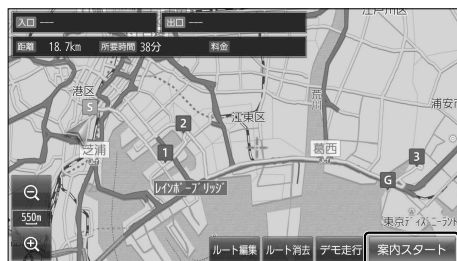 入口 ---
出口 ---
距離 18.7km 所要時間 38分 料金
江戸川区
港区
S
荒川
浦安市
2
江東区
芝浦
1
葛西
3
レインボーブリッジ
G
東京ディズニーランド
550m
ルート編集
ルート消去
デモ走行
案内スタート